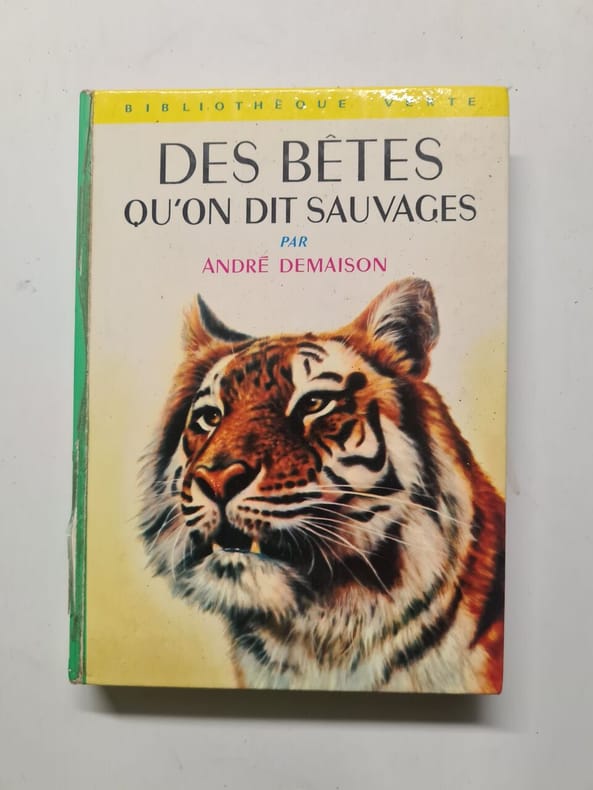 BIBLIOTHÈQUE VERTE
DES BÊTES
QU'ON DIT SAUVAGES
PAR
ANDRÉ DEMAISON